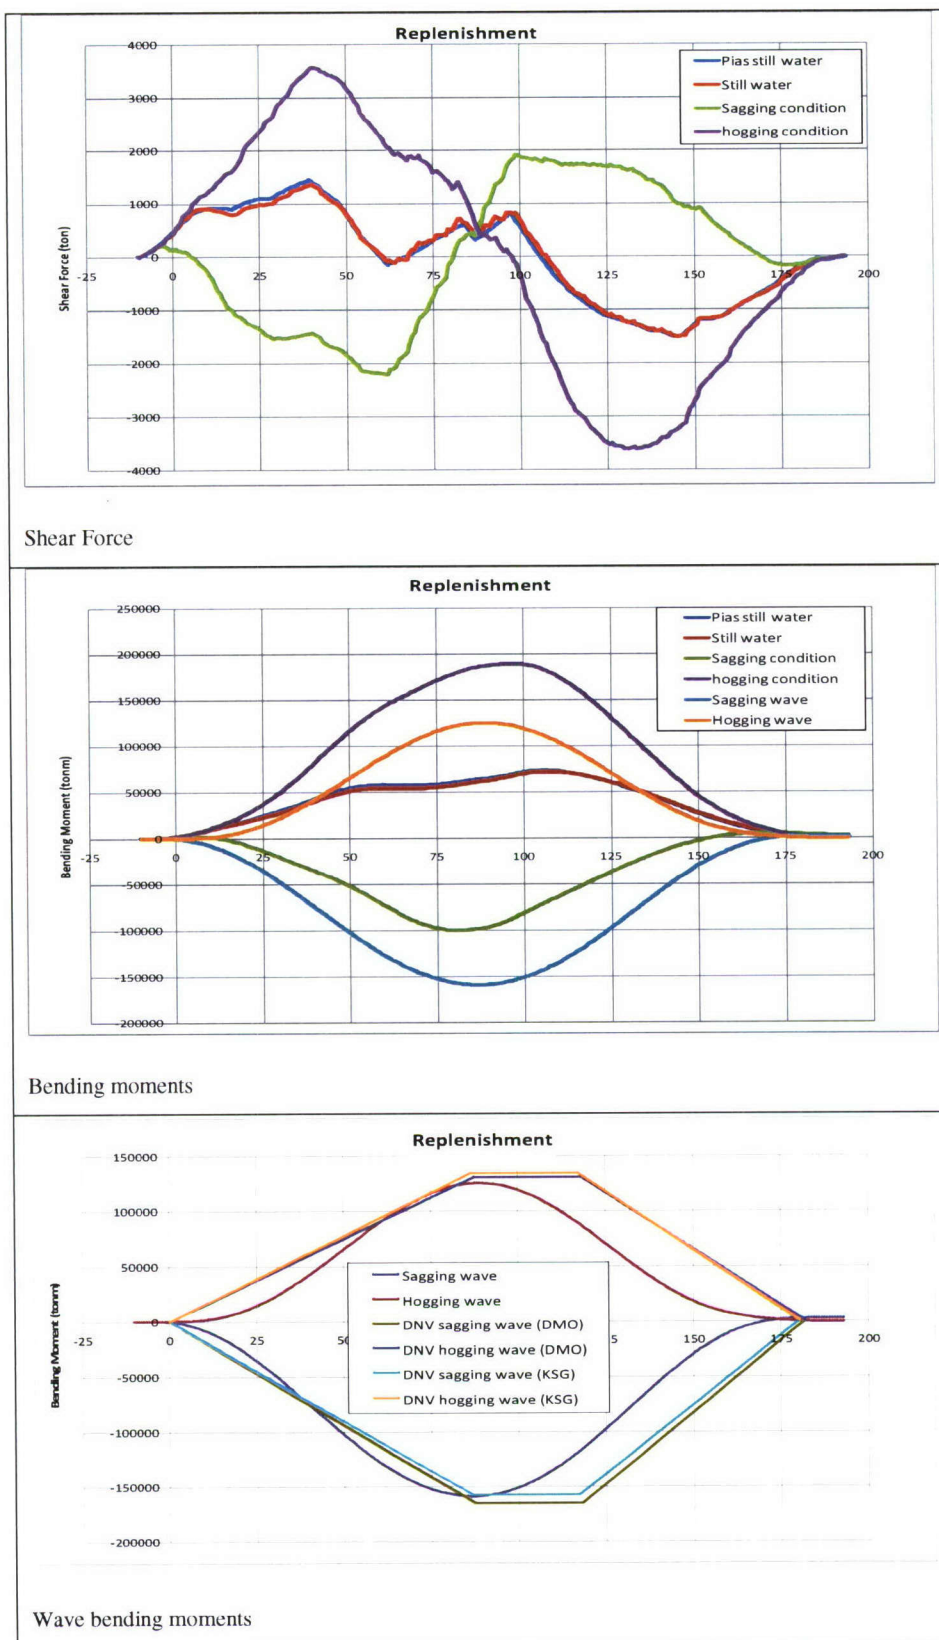 Replenishment
4000
3000
2000
1000
0
-1000
-2000
-3000
-4000
-25 0 25 50 75 100 125 150 175 200
Shear Force (ton)
Pias still water
Still water
Sagging condition
hogging condition
Shear Force
Replenishment
250000
200000
150000
100000
50000
0
-50000
-100000
-150000
-200000
-25 0 25 50 75 100 125 150 175 200
Bending Moment (tonm)
Pias still water
Still water
Sagging condition
hogging condition
Sagging wave
Hogging wave
Bending moments
Replenishment
150000
100000
50000
0
-50000
-100000
-150000
-200000
-25 0 25 50 25 150 175 200
Bending Moment (tonm)
Sagging wave
Hogging wave
DNV sagging wave (DMO)
DNV hogging wave (DMO)
DNV sagging wave (KSG)
DNV hogging wave (KSG)
Wave bending moments